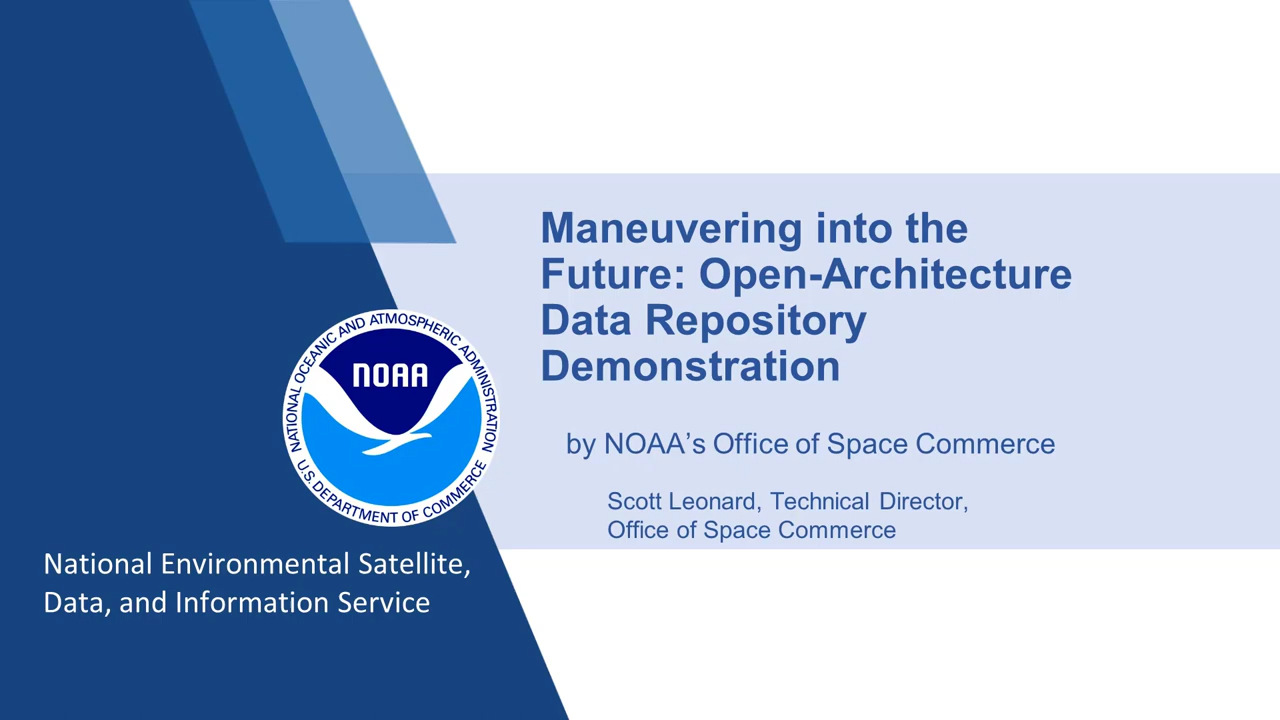 Maneuvering into the
Future: Open-Architecture
Data Repository
Demonstration
by NOAA’s Office of Space Commerce
Scott Leonard, Technical Director,
Office of Space Commerce
NATIONAL OCEANIC AND ATMOSPHERIC ADMINISTRATION
NOAA
U.S. DEPARTMENT OF COMMERCE
National Environmental Satellite,
Data, and Information Service